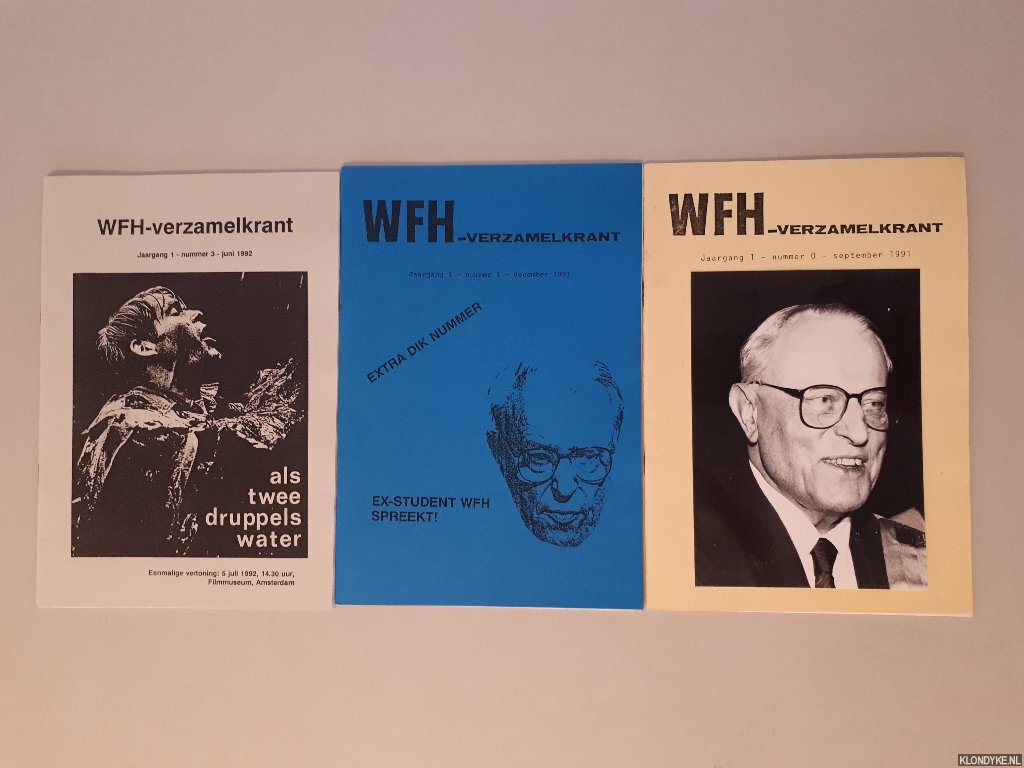 WFH-verzamelkrant
Jaargang 1 - nummer 3 - juni 1992
als
twee
druppels
water
Eenmalige vertoning: 5 juli 1992, 14.30 uur,
Filmmuseum, Amsterdam
WFH-VERZAMELKRANT
Jaargang 1 - nummer 1 - december 1991
EXTRA DIK NUMMER
EX-STUDENT WFH
SPREEKT!
WFH-VERZAMELKRANT
Jaargang 1 - nummer 0 - september 1991
KLONDYKE.NL